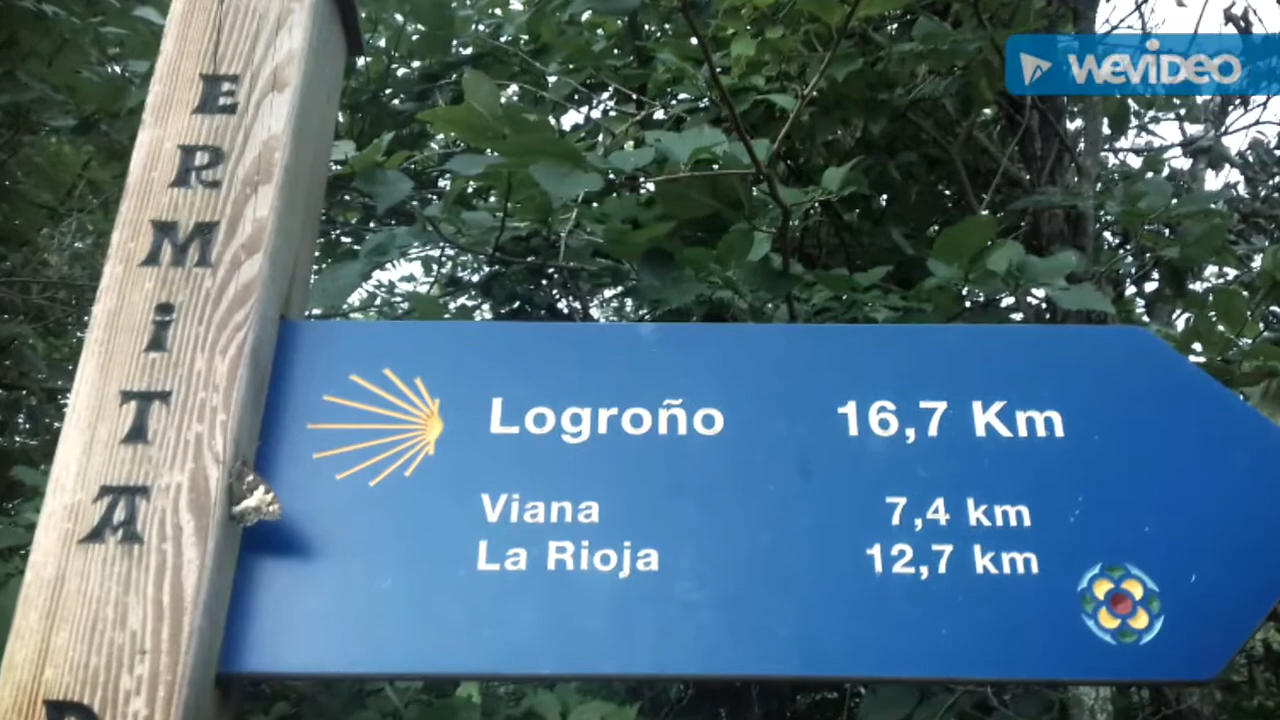 ERMiTA
Logroño 16,7 Km
Viana 7,4 km
La Rioja 12,7 km
WEVIDEO